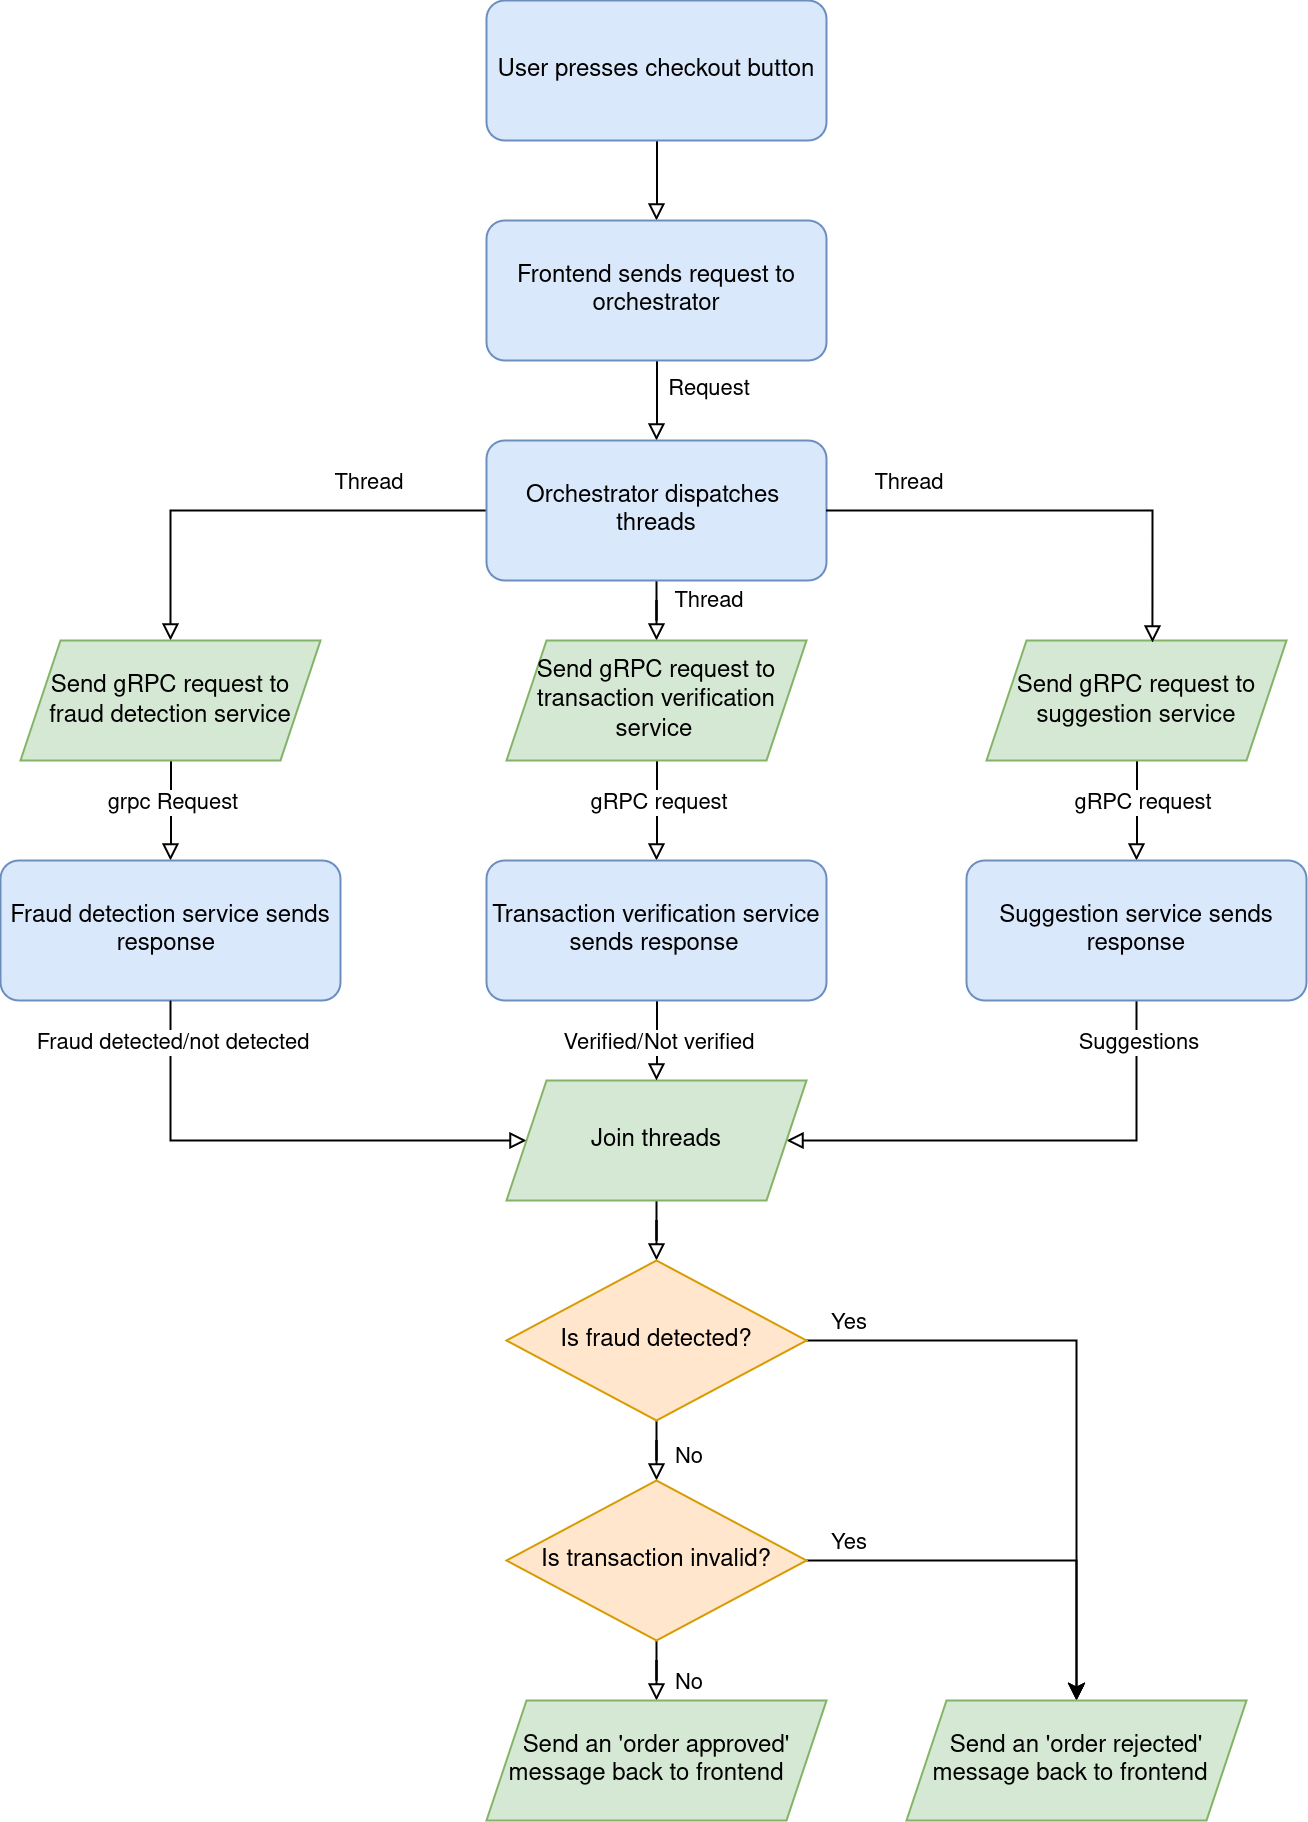 User presses checkout button
Frontend sends request to
orchestrator
Request
Orchestrator dispatches
threads
Thread
Thread
Thread
Send gRPC request to
fraud detection service
Send gRPC request to
transaction verification
service
Send gRPC request to
suggestion service
grpc Request
gRPC request
gRPC request
Fraud detection service sends
response
Transaction verification service
sends response
Suggestion service sends
response
Fraud detected/not detected
Verified/Not verified
Suggestions
Join threads
Is fraud detected?
Yes
No
Is transaction invalid?
Yes
No
Send an 'order approved'
message back to frontend
Send an 'order rejected'
message back to frontend